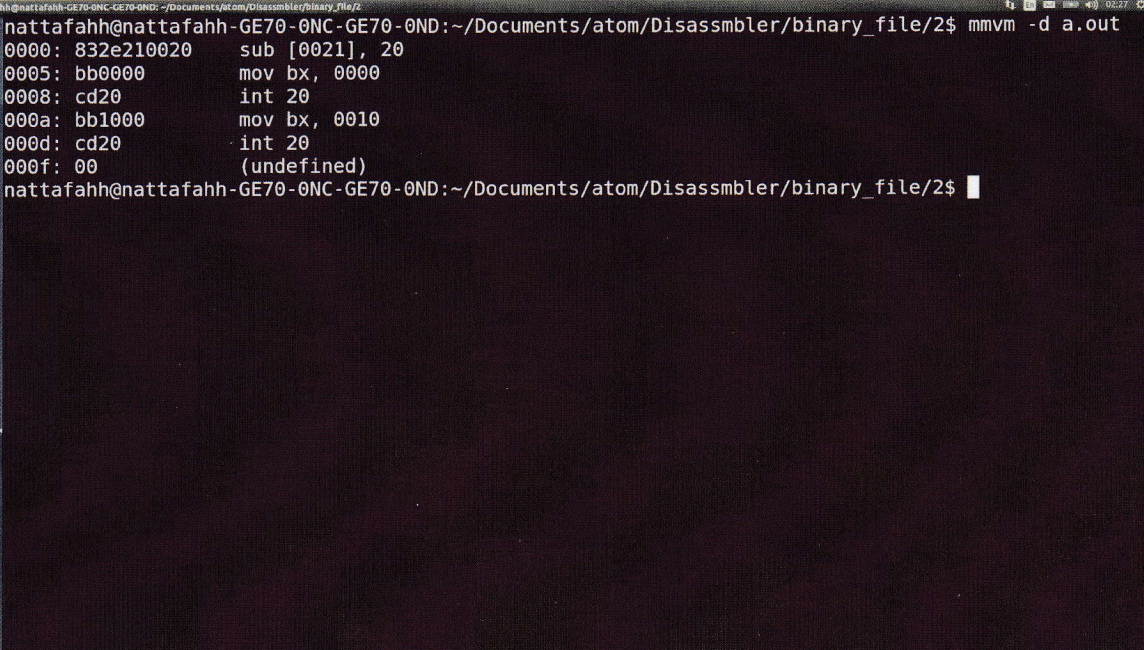 hh@nattafahh-GE70-0NC-GE70-0ND: ~/Documents/atom/Disassmbler/binary_file/2
02:27
nattafahh@nattafahh-GE70-0NC-GE70-0ND:~/Documents/atom/Disassmbler/binary_file/2$ mmvm -d a.out
0000: 832e210020 sub [0021], 20
0005: bb0000 mov bx, 0000
0008: cd20 int 20
000a: bb1000 mov bx, 0010
000d: cd20 int 20
000f: 00 (undefined)
nattafahh@nattafahh-GE70-0NC-GE70-0ND:~/Documents/atom/Disassmbler/binary_file/2$